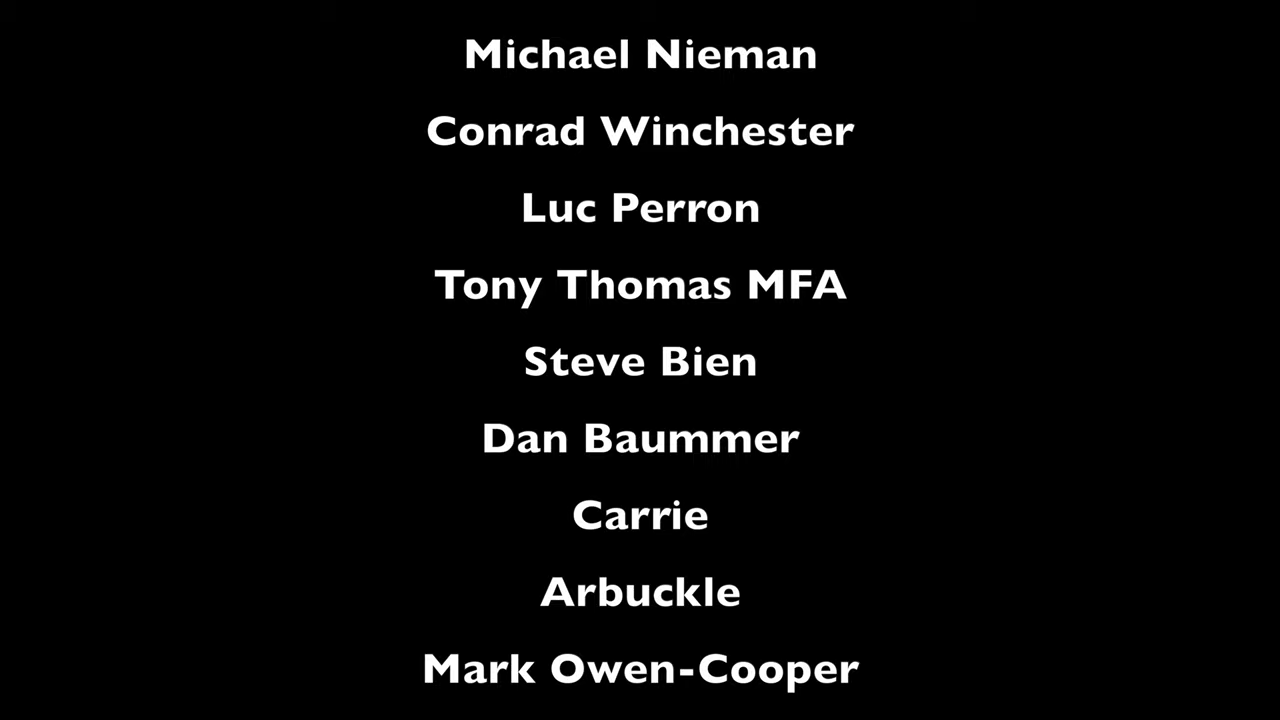 Michael Nieman
Conrad Winchester
Luc Perron
Tony Thomas MFA
Steve Bien
Dan Baummer
Carrie
Arbuckle
Mark Owen-Cooper